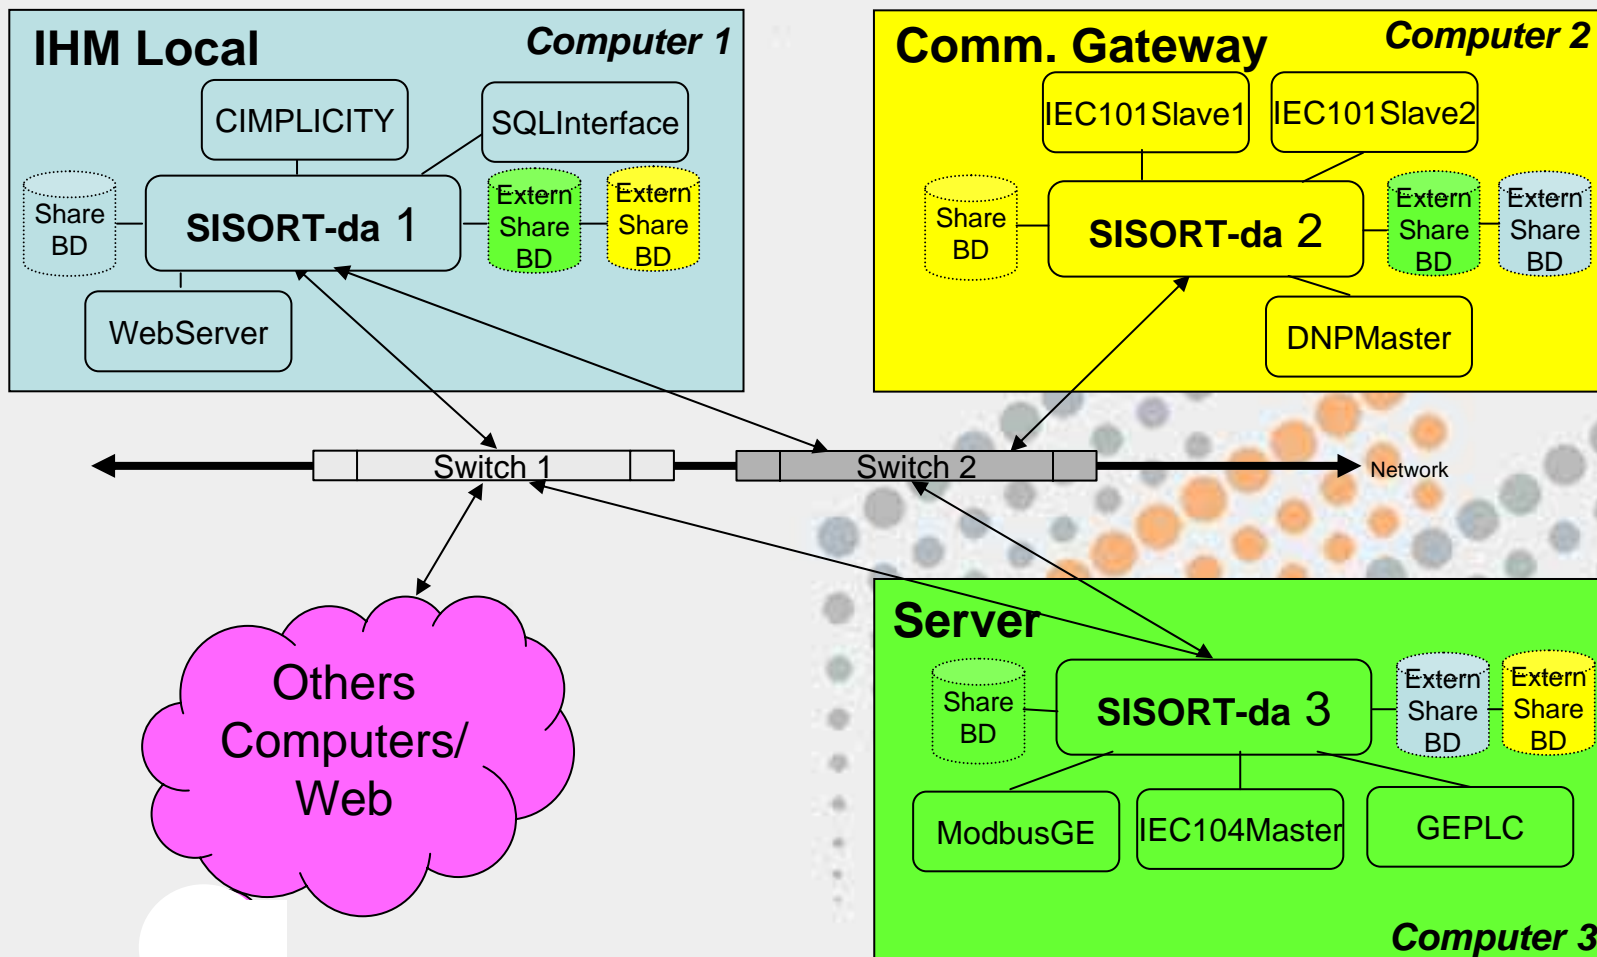 IHM Local
Computer 1
CIMPLICITY
SQLInterface
Share
BD
SISORT-da 1
Extern
Share
BD
Extern
Share
BD
WebServer
Comm. Gateway
Computer 2
IEC101Slave1
IEC101Slave2
Share
BD
SISORT-da 2
Extern
Share
BD
Extern
Share
BD
DNPMaster
Switch 1
Switch 2
Network
Others
Computers/
Web
Server
Share
BD
SISORT-da 3
Extern
Share
BD
Extern
Share
BD
ModbusGE
IEC104Master
GEPLC
Computer 3